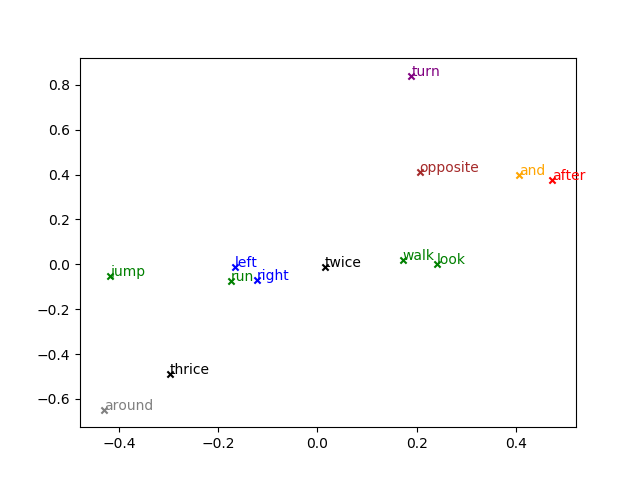 turn
opposite
and
after
left
twice
walk
look
jump
run
right
thrice
around
0.8
0.6
0.4
0.2
0.0
−0.2
−0.4
−0.6
−0.4
−0.2
0.0
0.2
0.4